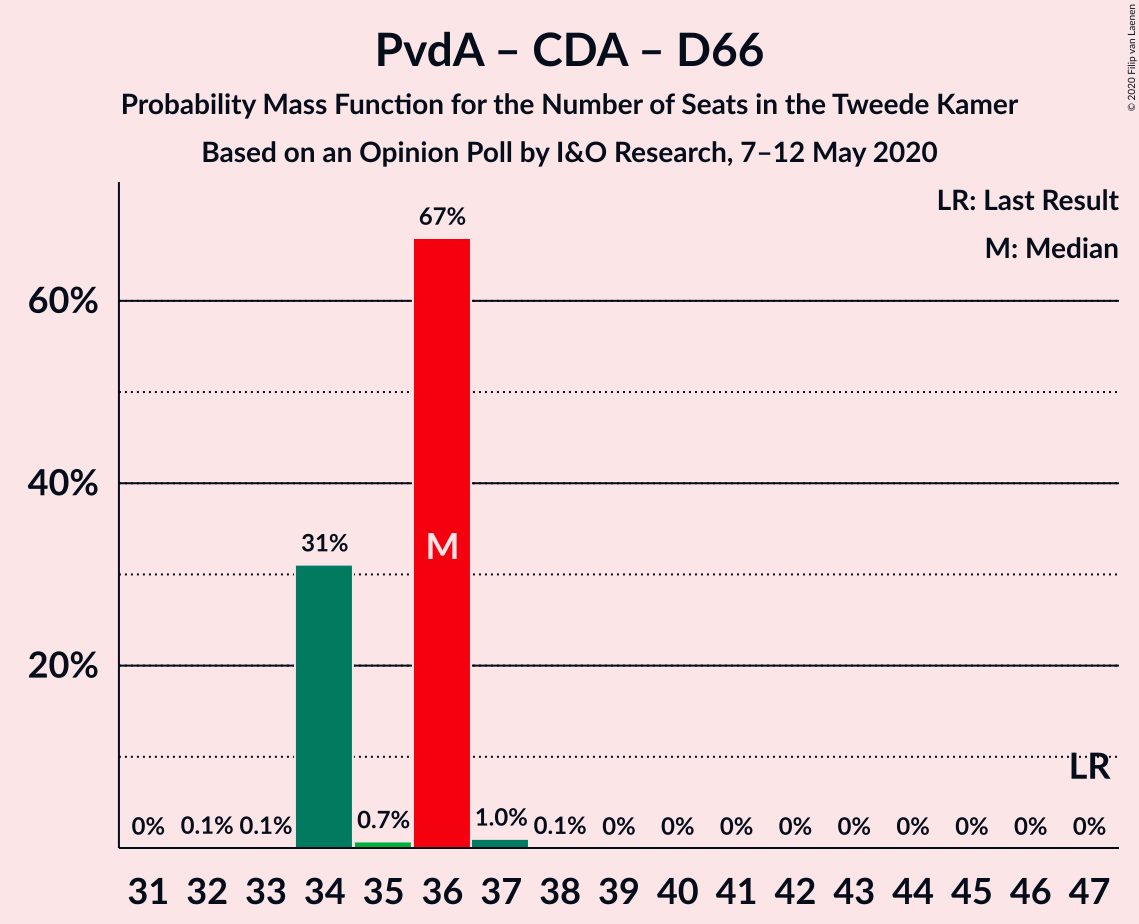 PvdA – CDA – D66
Probability Mass Function for the Number of Seats in the Tweede Kamer
Based on an Opinion Poll by I&O Research, 7–12 May 2020
© 2020 Filip van Laenen
LR: Last Result
M: Median
67%
60%
31%
M
40%
20%
LR
0% 0.1% 0.1% 0.7% 1.0% 0.1% 0% 0% 0% 0% 0% 0% 0% 0% 0%
31 32 33 34 35 36 37 38 39 40 41 42 43 44 45 46 47